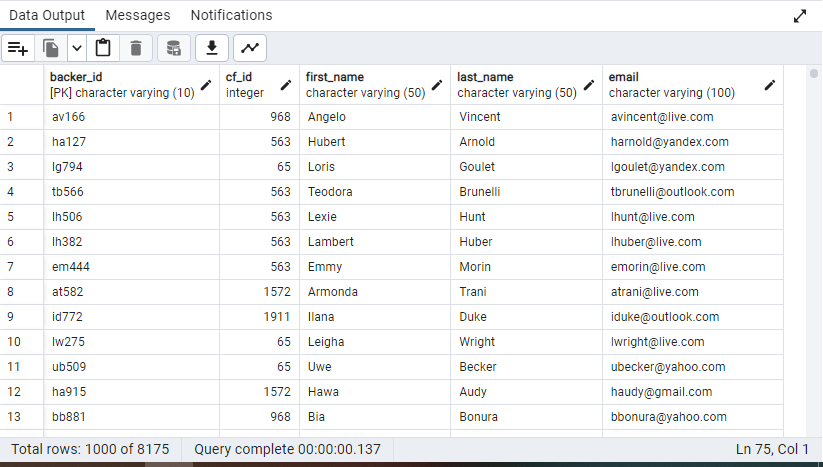 Data Output Messages Notifications
backer_id cf_id first_name last_name email
[PK] character varying (10) integer character varying (50) character varying (50) character varying (100)
1 av166 968 Angelo Vincent avincent@live.com
2 ha127 563 Hubert Arnold harnold@yandex.com
3 lg794 65 Loris Goulet lgoulet@yandex.com
4 tb566 563 Teodora Brunelli tbrunelli@outlook.com
5 lh506 563 Lexie Hunt lhunt@live.com
6 lh382 563 Lambert Huber lhuber@live.com
7 em444 563 Emmy Morin emorin@live.com
8 at582 1572 Armonda Trani atrani@live.com
9 id772 1911 Ilana Duke iduke@outlook.com
10 lw275 65 Leigha Wright lwright@live.com
11 ub509 65 Uwe Becker ubecker@yahoo.com
12 ha915 1572 Hawa Audy haudy@gmail.com
13 bb881 968 Bia Bonura bbonura@yahoo.com
Total rows: 1000 of 8175 Query complete 00:00:00.137 Ln 75, Col 1